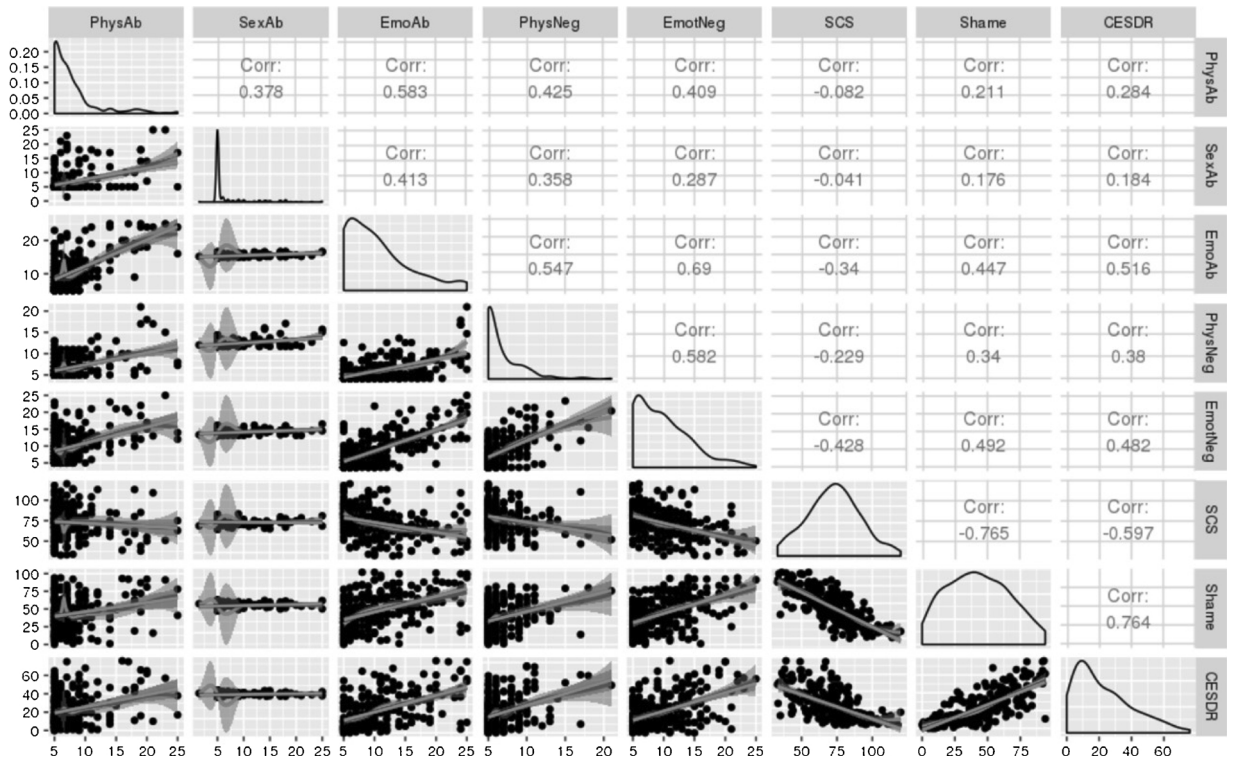 PhysAb SexAb EmoAb PhysNeg EmotNeg SCS Shame CESDR
0.20
0.15
0.10
0.05
0.00
Corr: Corr: Corr: Corr: Corr: Corr: Corr:
0.378 0.583 0.425 0.409 -0.082 0.211 0.284
PhysAb
25
20
15
10
5
0
Corr: Corr: Corr: Corr: Corr: Corr:
0.413 0.358 0.287 -0.041 0.176 0.184
SexAb
20
10
Corr: Corr: Corr: Corr: Corr:
0.547 0.69 -0.34 0.447 0.516
EmoAb
20
15
10
5
Corr: Corr: Corr: Corr:
0.582 -0.229 0.34 0.38
PhysNeg
25
20
15
10
5
Corr: Corr: Corr:
-0.428 0.492 0.482
EmotNeg
100
75
50
Corr: Corr:
-0.765 -0.597
SCS
100
75
50
25
0
Corr:
0.764
Shame
60
40
20
0
CESDR
5 10 15 20 25 0 5 10 15 20 25 5 10 15 20 25 5 10 15 20 5 10 15 20 25 50 75 100 0 25 50 75 0 20 40 60